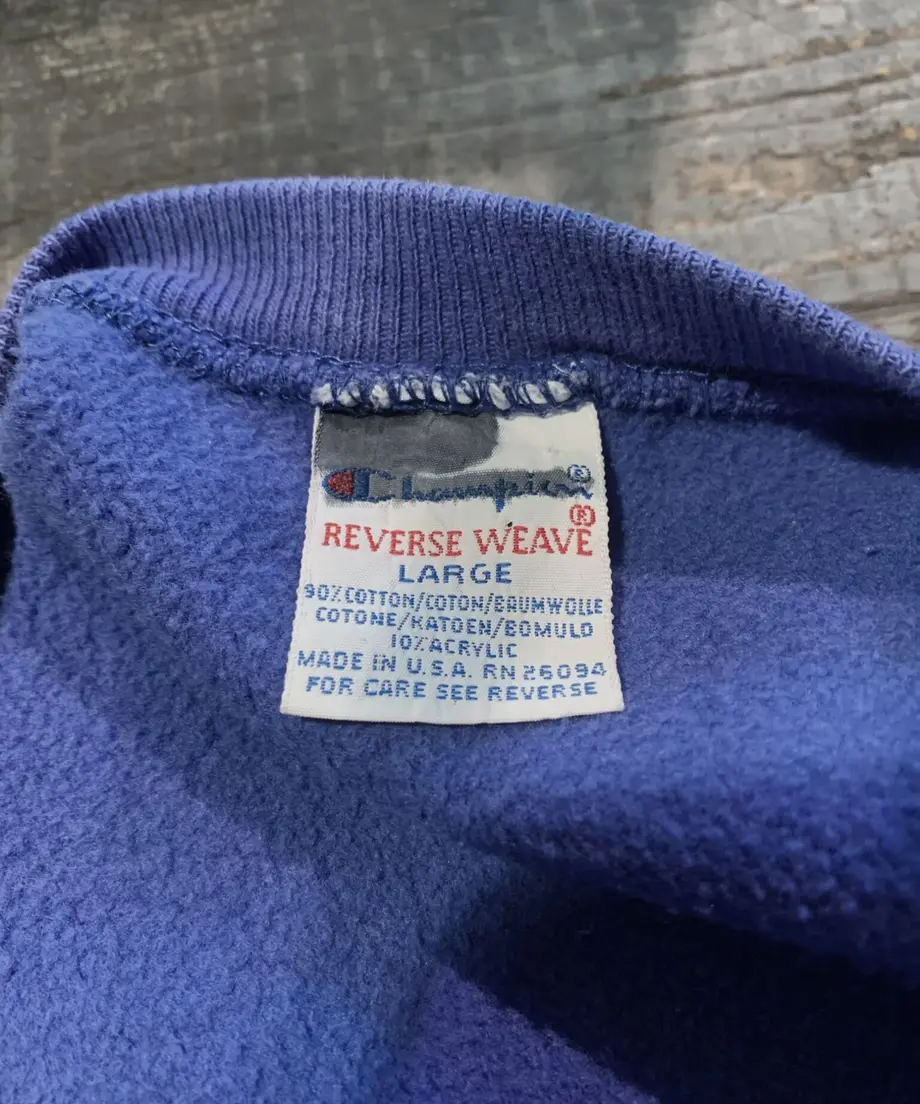 Champion®
REVERSE WEAVE®
LARGE
90% COTTON/COTON/BAUMWOLLE
COTONE/KATOEN/BOMULD
10% ACRYLIC
MADE IN U.S.A. RN 26094
FOR CARE SEE REVERSE